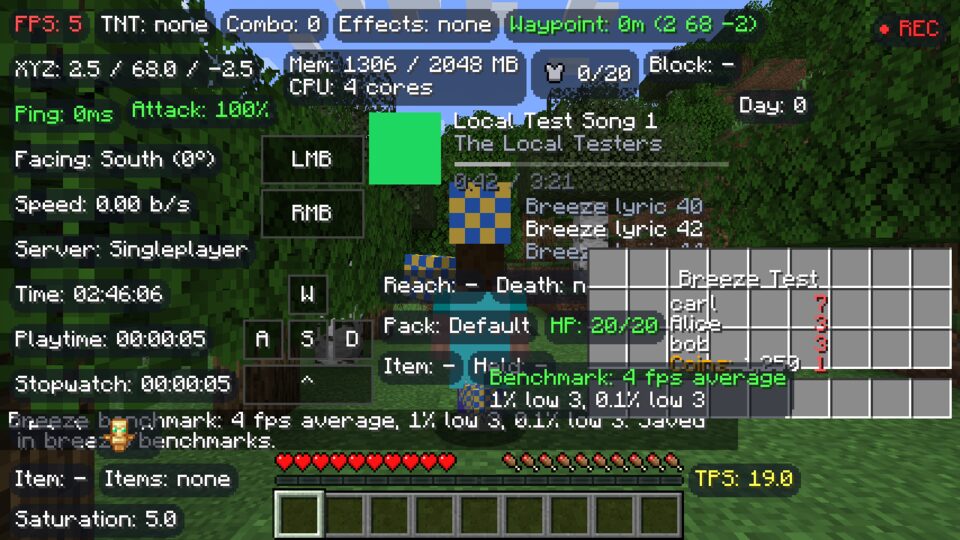 FPS: 5 TNT: none Combo: 0 Effects: none Waypoint: 0m (2 68 -2) REC
XYZ: 2.5 / 68.0 / -2.5 Mem: 1306 / 2048 MB 0/20 Block: -
CPU: 4 cores
Ping: 0ms Attack: 100% Day: 0
Local Test Song 1
The Local Testers
Facing: South (0°) LMB
0:42 / 3:21
Speed: 0.00 b/s RMB Breeze lyric 40
Breeze lyric 42
Server: Singleplayer Breeze
Time: 02:46:06 W Reach: - Death: Breeze Test
carl 7
Playtime: 00:00:05 A S D Pack: Default HP: 20/20 Alice 3
bob 3
Item: - Hold: - Coins: 1,250 1
Stopwatch: 00:00:05 ^ Benchmark: 4 fps average
1% low 3, 0.1% low 3
Breeze benchmark: 4 fps average, 1% low 3, 0.1% low 3. Saved
in breeze benchmarks.
Item: - Items: none TPS: 19.0
Saturation: 5.0